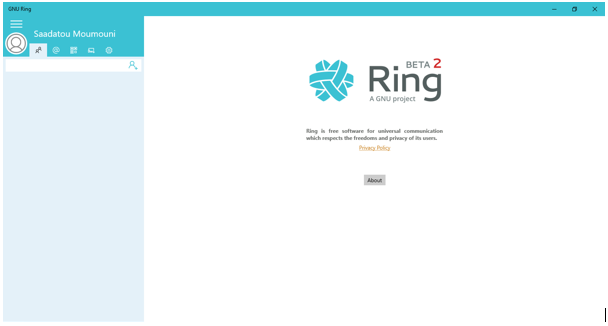 GNU Ring
Saadatou Moumouni
BETA 2
Ring
A GNU project
Ring is free software for universal communication
which respects the freedoms and privacy of its users.
Privacy Policy
About